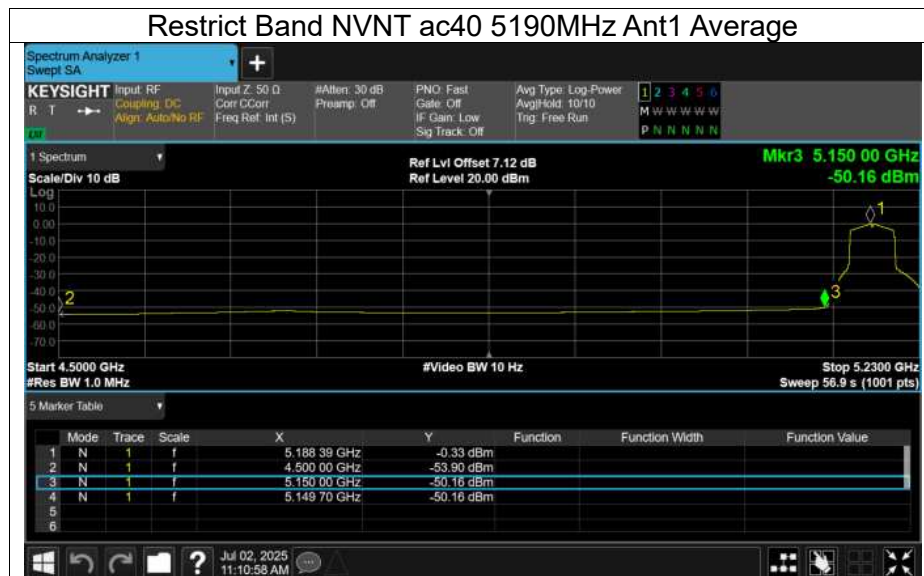 Restrict Band NVNT ac40 5190MHz Ant1 Average
Spectrum Analyzer 1
Swept SA
+
KEYSIGHT
R T
Input: RF
Coupling: DC
Align: Auto/No RF
Input Z: 50 Ω
Corr CCorr
Freq Ref: Int (S)
#Atten: 30 dB
Preamp: Off
PNO: Fast
Gate: Off
IF Gain: Low
Sig Track: Off
Avg Type: Log-Power
Avg|Hold: 10/10
Trig: Free Run
1 2 3 4 5 6
M W W W W W
P N N N N N
1 Spectrum
Scale/Div 10 dB
Ref Lvl Offset 7.12 dB
Ref Level 20.00 dBm
Mkr3 5.150 00 GHz
-50.16 dBm
Log
10.0
0.00
-10.0
-20.0
-30.0
-40.0
-50.0
-60.0
-70.0
1
2
3
Start 4.5000 GHz
#Res BW 1.0 MHz
#Video BW 10 Hz
Stop 5.2300 GHz
Sweep 56.9 s (1001 pts)
5 Marker Table
Mode Trace Scale X Y Function Function Width Function Value
1 N 1 f 5.188 39 GHz -0.33 dBm
2 N 1 f 4.500 00 GHz -53.90 dBm
3 N 1 f 5.150 00 GHz -50.16 dBm
4 N 1 f 5.149 70 GHz -50.16 dBm
5
6
?
Jul 02, 2025
11:10:58 AM